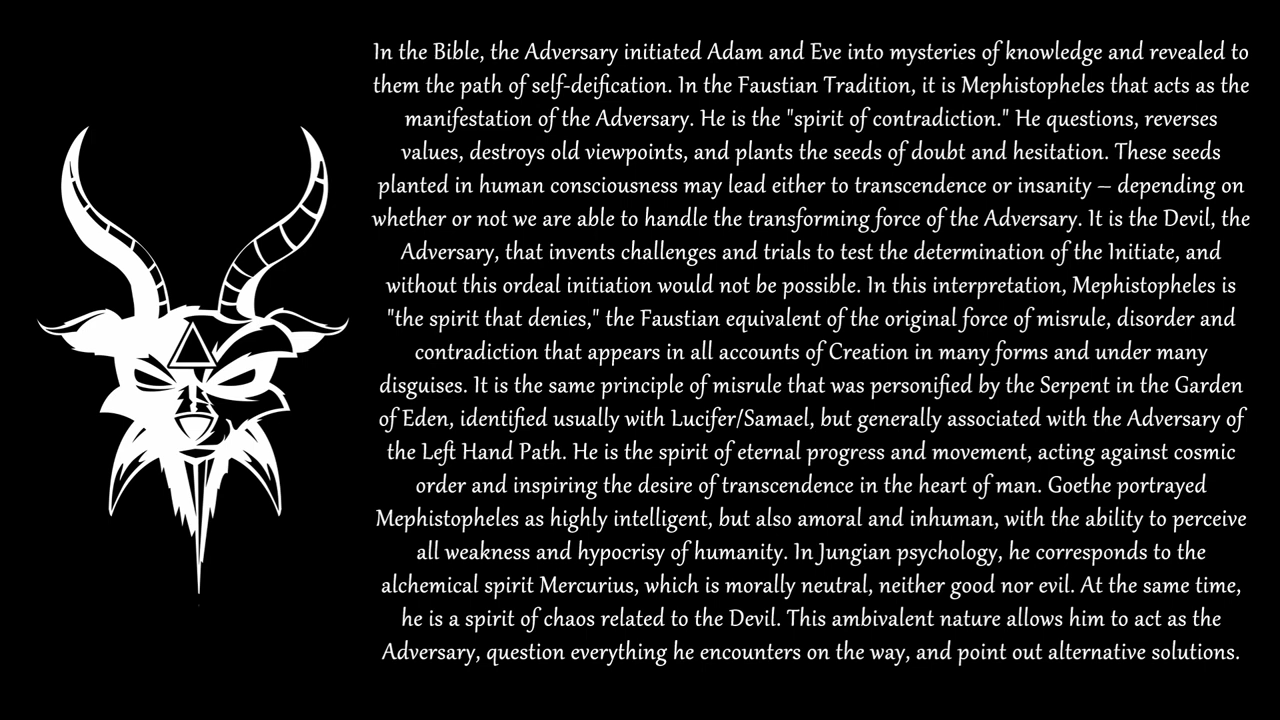 In the Bible, the Adversary initiated Adam and Eve into mysteries of knowledge and revealed to
them the path of self-deification. In the Faustian Tradition, it is Mephistopheles that acts as the
manifestation of the Adversary. He is the "spirit of contradiction." He questions, reverses
values, destroys old viewpoints, and plants the seeds of doubt and hesitation. These seeds
planted in human consciousness may lead either to transcendence or insanity – depending on
whether or not we are able to handle the transforming force of the Adversary. It is the Devil, the
Adversary, that invents challenges and trials to test the determination of the Initiate, and
without this ordeal initiation would not be possible. In this interpretation, Mephistopheles is
"the spirit that denies," the Faustian equivalent of the original force of misrule, disorder and
contradiction that appears in all accounts of Creation in many forms and under many
disguises. It is the same principle of misrule that was personified by the Serpent in the Garden
of Eden, identified usually with Lucifer/Samael, but generally associated with the Adversary of
the Left Hand Path. He is the spirit of eternal progress and movement, acting against cosmic
order and inspiring the desire of transcendence in the heart of man. Goethe portrayed
Mephistopheles as highly intelligent, but also amoral and inhuman, with the ability to perceive
all weakness and hypocrisy of humanity. In Jungian psychology, he corresponds to the
alchemical spirit Mercurius, which is morally neutral, neither good nor evil. At the same time,
he is a spirit of chaos related to the Devil. This ambivalent nature allows him to act as the
Adversary, question everything he encounters on the way, and point out alternative solutions.